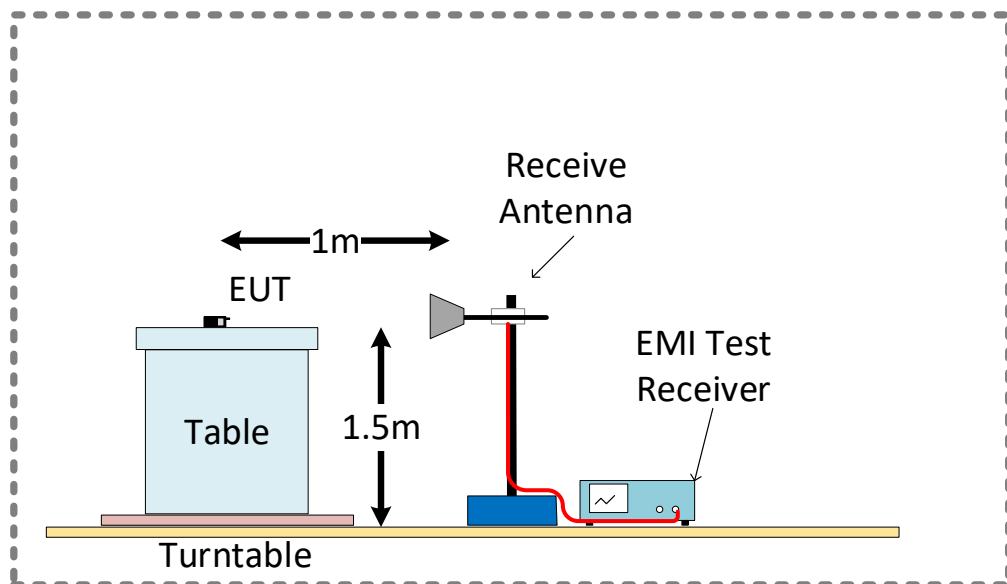 Receive
Antenna
1m
EUT
EMI Test
Receiver
Table
1.5m
Turntable